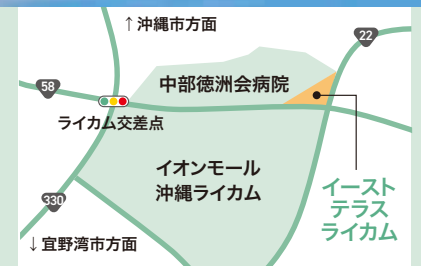 ↑沖縄市方面
22
中部徳洲会病院
58
ライカム交差点
イオンモール
沖縄ライカム
イースト
テラス
ライカム
330
↓宜野湾市方面